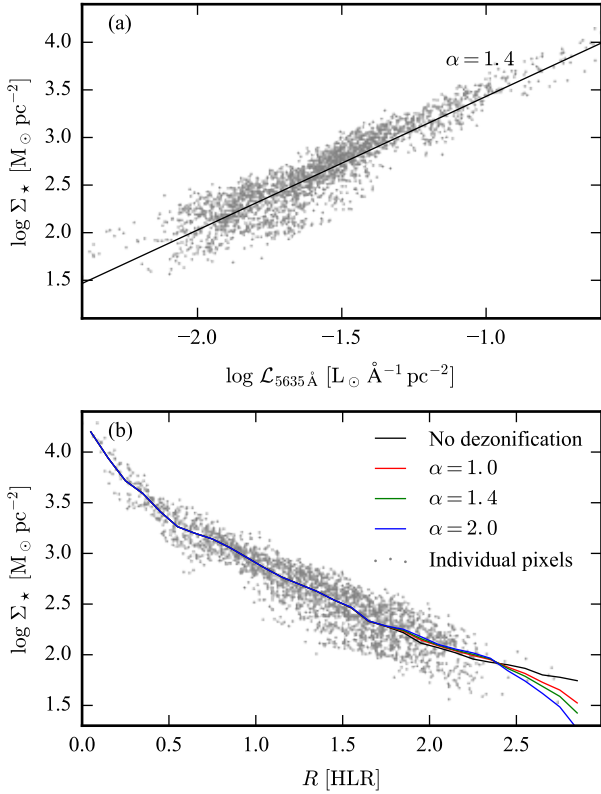 (a)
α = 1.4
4.0
3.5
3.0
2.5
2.0
1.5
log Σ⋆ [M⊙ pc⁻²]
−2.0 −1.5 −1.0
log ℒ5635 Å [L⊙ Å⁻¹ pc⁻²]
(b)
No dezonification
α = 1.0
α = 1.4
α = 2.0
Individual pixels
4.0
3.5
3.0
2.5
2.0
1.5
log Σ⋆ [M⊙ pc⁻²]
0.0 0.5 1.0 1.5 2.0 2.5
R [HLR]